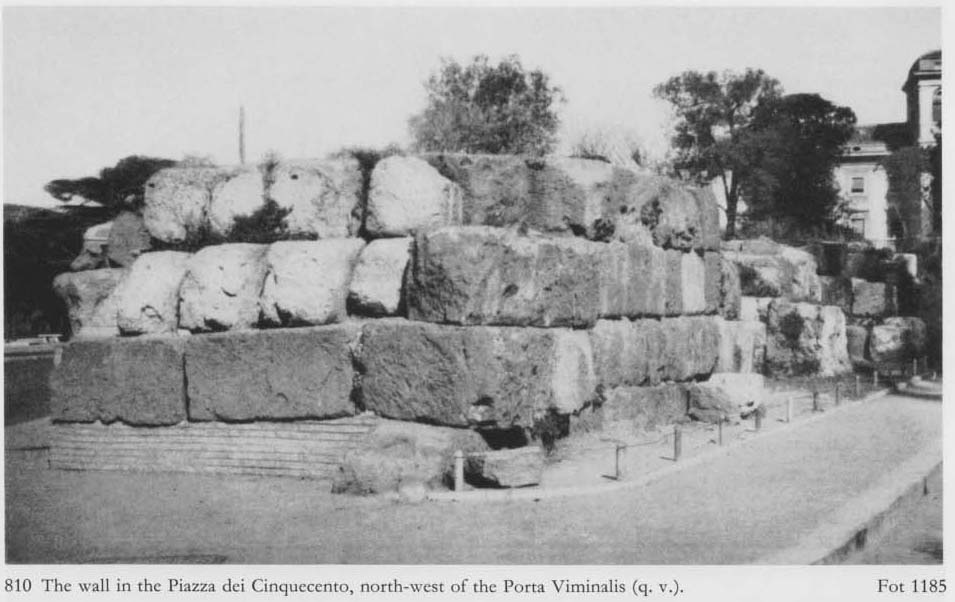 810 The wall in the Piazza dei Cinquecento, north-west of the Porta Viminalis (q. v.). Fot 1185